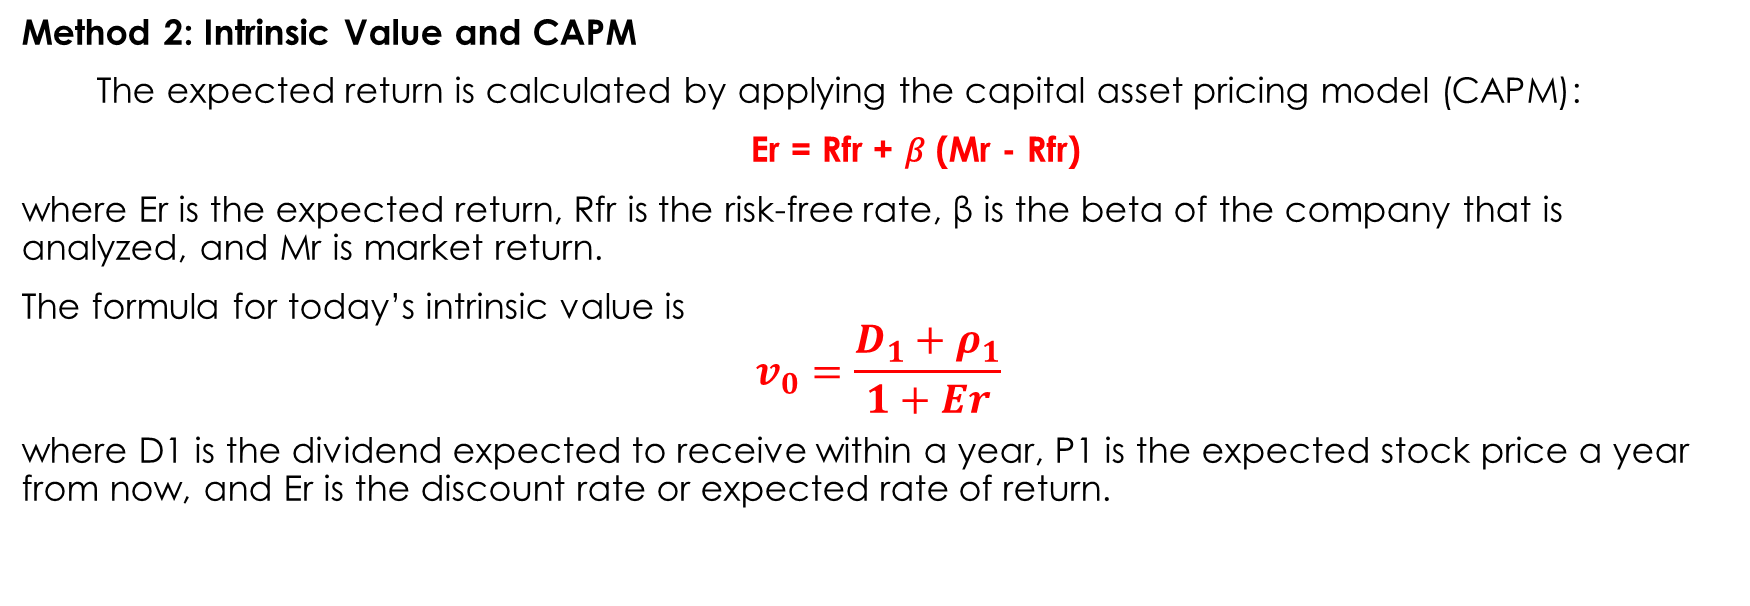 Method 2: Intrinsic Value and CAPM
The expected return is calculated by applying the capital asset pricing model (CAPM):
Er = Rfr + β (Mr - Rfr)
where Er is the expected return, Rfr is the risk-free rate, β is the beta of the company that is
analyzed, and Mr is market return.
The formula for today’s intrinsic value is
v₀ = (D₁ + ρ₁) / (1 + Er)
where D1 is the dividend expected to receive within a year, P1 is the expected stock price a year
from now, and Er is the discount rate or expected rate of return.